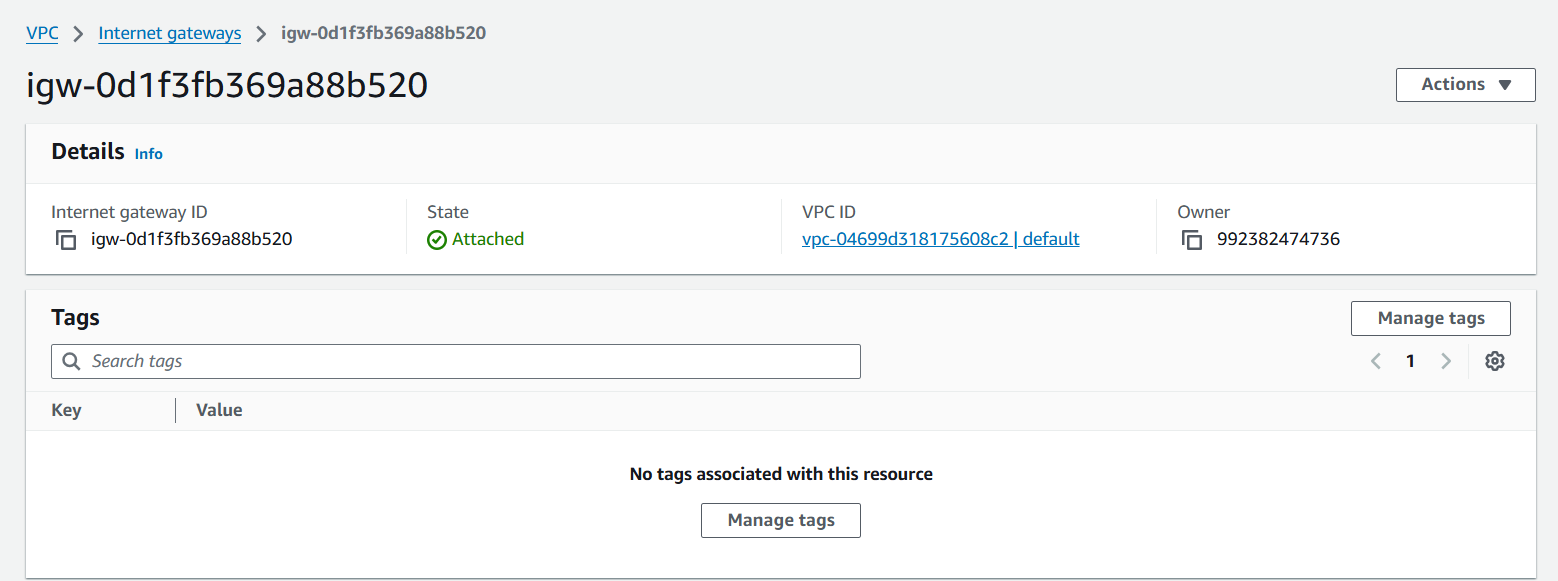 VPC > Internet gateways > igw-0d1f3fb369a88b520
igw-0d1f3fb369a88b520
Actions
Details Info
Internet gateway ID
igw-0d1f3fb369a88b520
State
Attached
VPC ID
vpc-04699d318175608c2 | default
Owner
992382474736
Tags
Manage tags
Search tags
1
Key Value
No tags associated with this resource
Manage tags